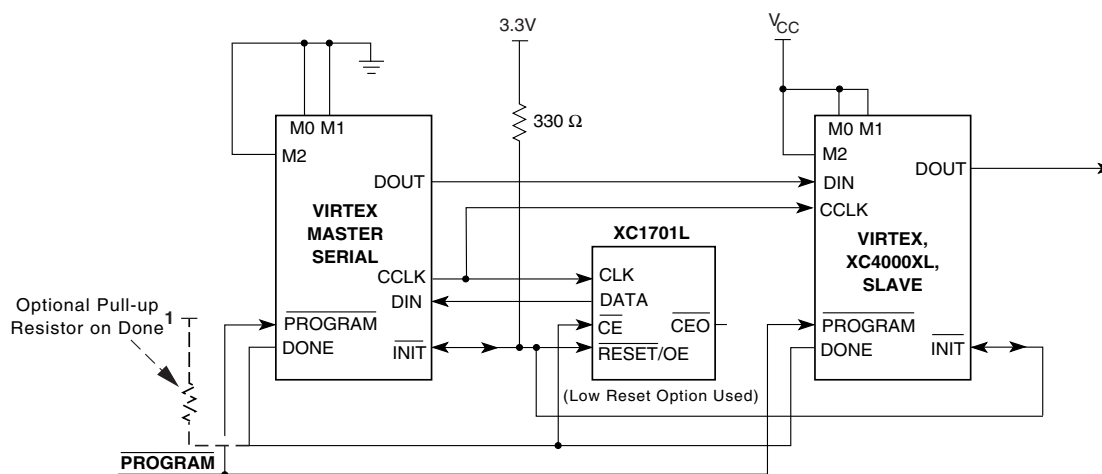 3.3V
VCC
M0 M1
330 Ω
M0 M1
M2
M2
DOUT
DOUT
DIN
VIRTEX
MASTER
SERIAL
CCLK
XC1701L
VIRTEX,
XC4000XL,
SLAVE
CCLK
CLK
DIN
DATA
Optional Pull-up
Resistor on Done1
PROGRAM
CE
CEO
PROGRAM
DONE
INIT
RESET/OE
DONE
INIT
(Low Reset Option Used)
PROGRAM